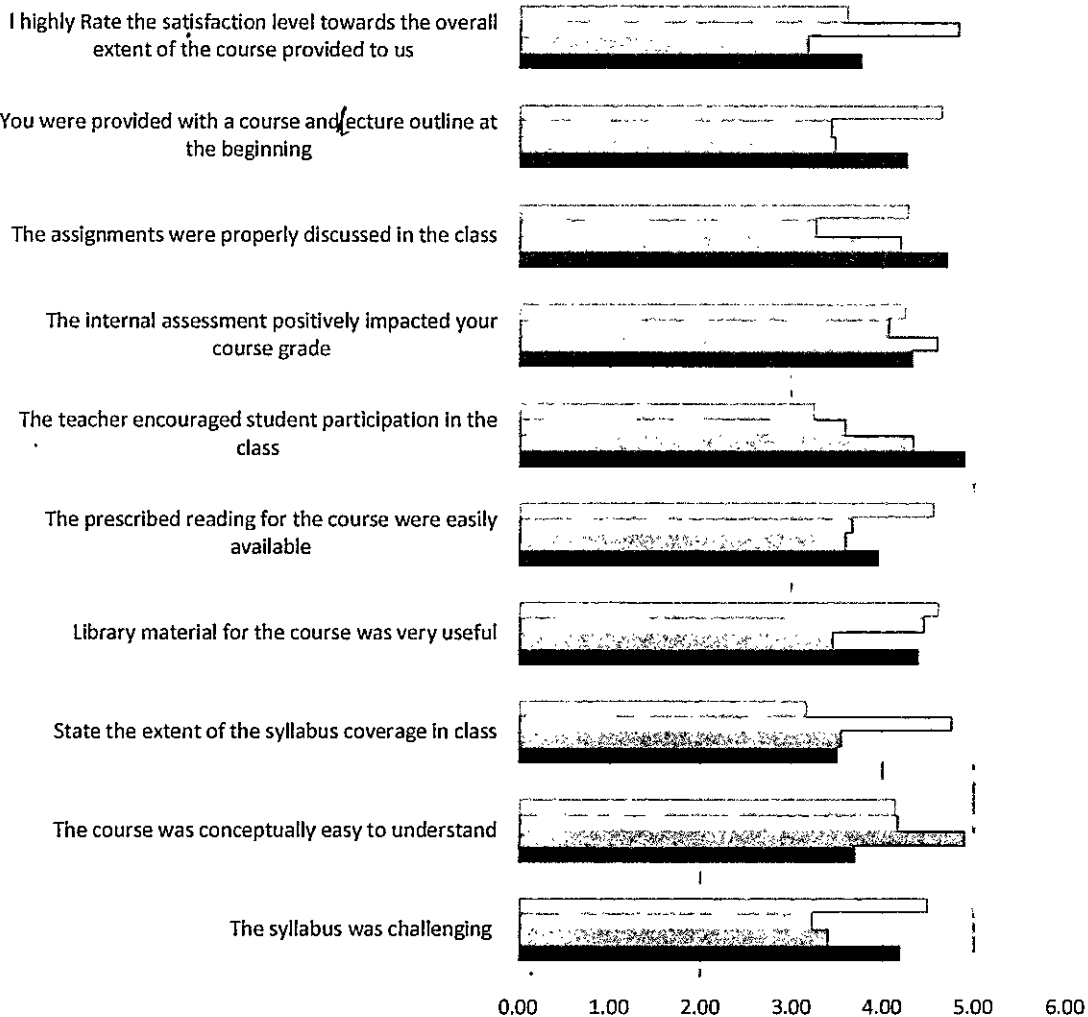 I highly Rate the satisfaction level towards the overall
extent of the course provided to us
You were provided with a course and lecture outline at
the beginning
The assignments were properly discussed in the class
The internal assessment positively impacted your
course grade
The teacher encouraged student participation in the
class
The prescribed reading for the course were easily
available
Library material for the course was very useful
State the extent of the syllabus coverage in class
The course was conceptually easy to understand
The syllabus was challenging
0.00 1.00 2.00 3.00 4.00 5.00 6.00